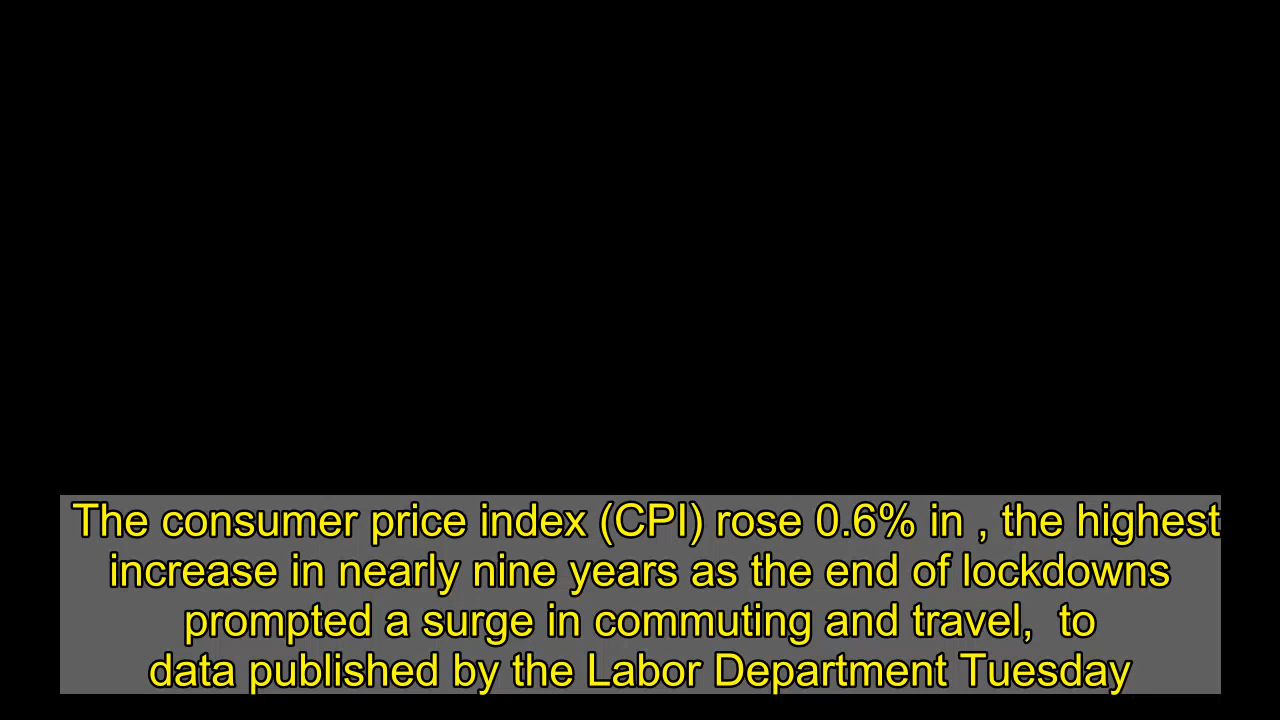 The consumer price index (CPI) rose 0.6% in , the highest
increase in nearly nine years as the end of lockdowns
prompted a surge in commuting and travel,  to
data published by the Labor Department Tuesday